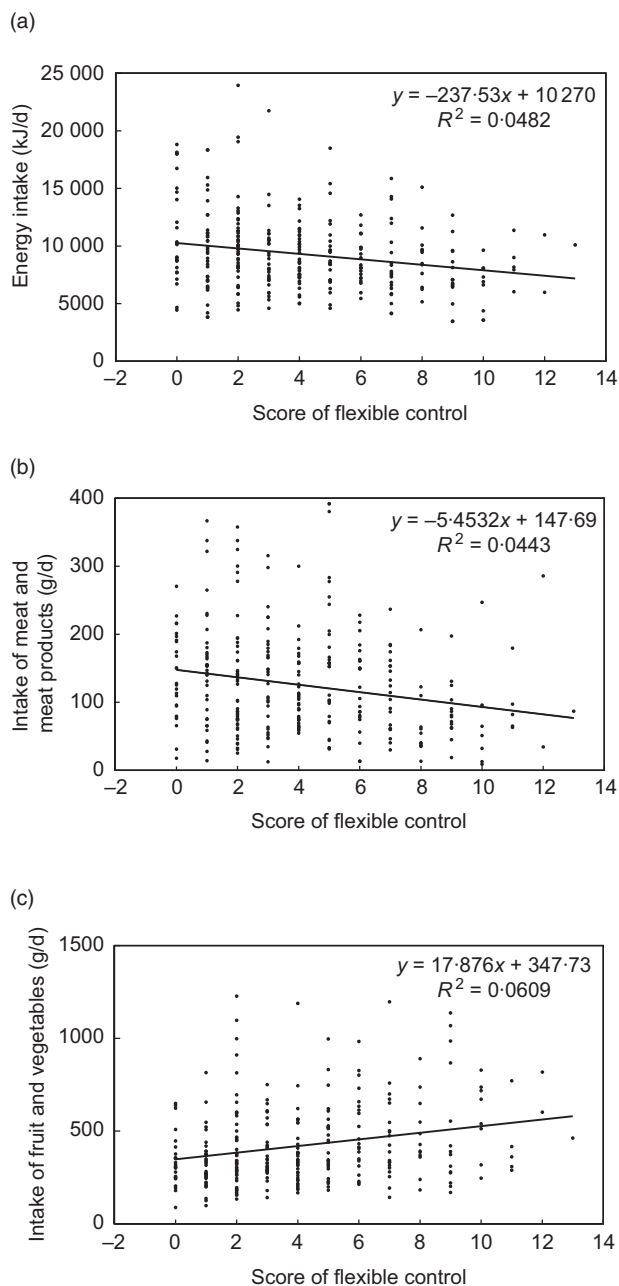 (a)
25 000
20 000
15 000
10 000
5000
0
Energy intake (kJ/d)
y = –237·53x + 10 270
R² = 0·0482
–2 0 2 4 6 8 10 12 14
Score of flexible control
(b)
400
300
200
100
0
Intake of meat and
meat products (g/d)
y = –5·4532x + 147·69
R² = 0·0443
–2 0 2 4 6 8 10 12 14
Score of flexible control
(c)
1500
1000
500
0
Intake of fruit and vegetables (g/d)
y = 17·876x + 347·73
R² = 0·0609
–2 0 2 4 6 8 10 12 14
Score of flexible control